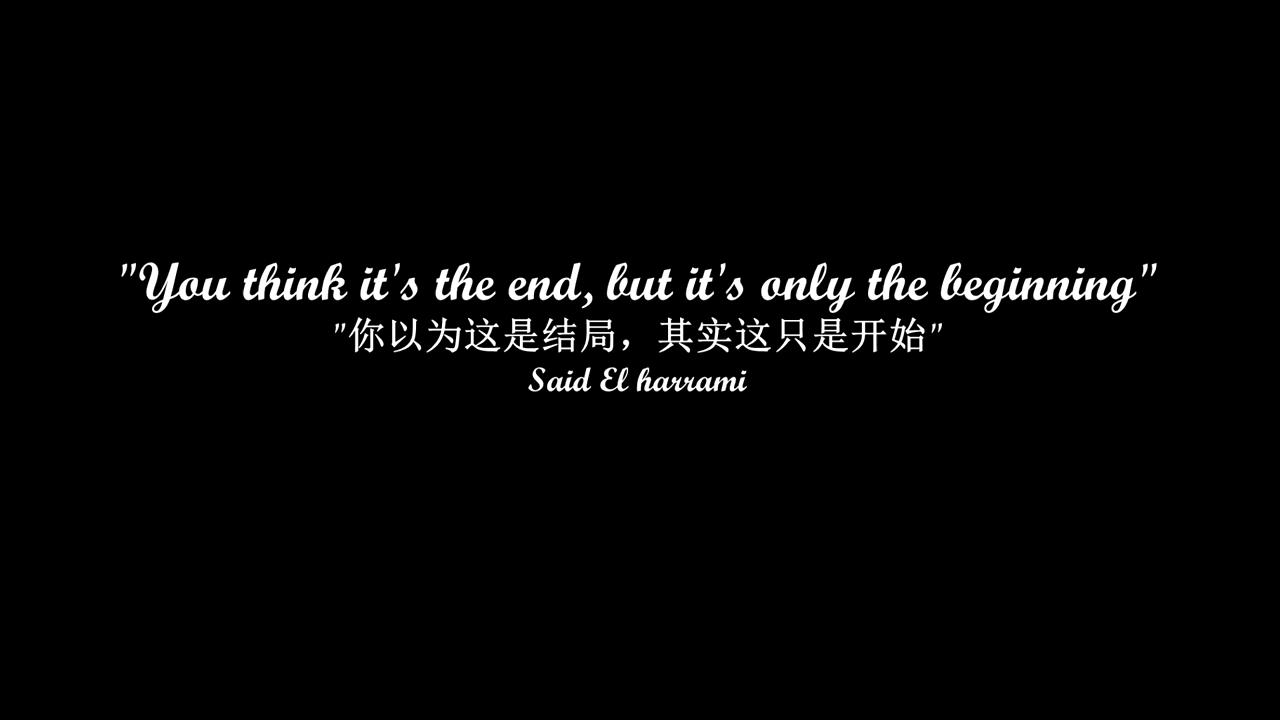 "You think it's the end, but it's only the beginning"
"你以为这是结局，其实这只是开始"
Said El harrami